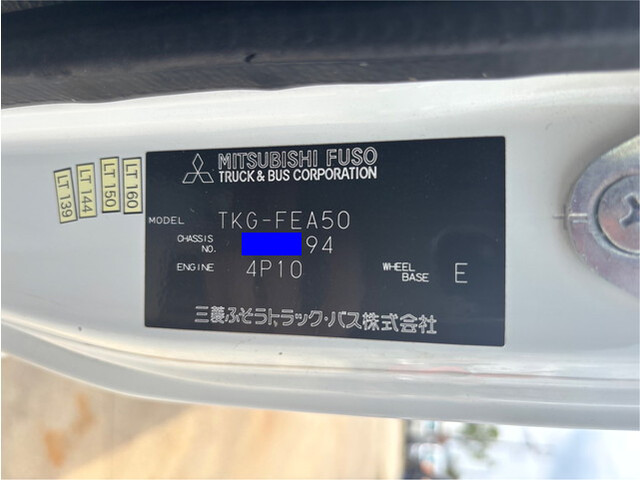 MITSUBISHI FUSO
TRUCK & BUS CORPORATION
MODEL TKG-FEA50
CHASSIS NO. 94
ENGINE 4P10 WHEEL BASE E
三菱ふそうトラック・バス株式会社
LT 139
LT 144
LT 150
LT 160